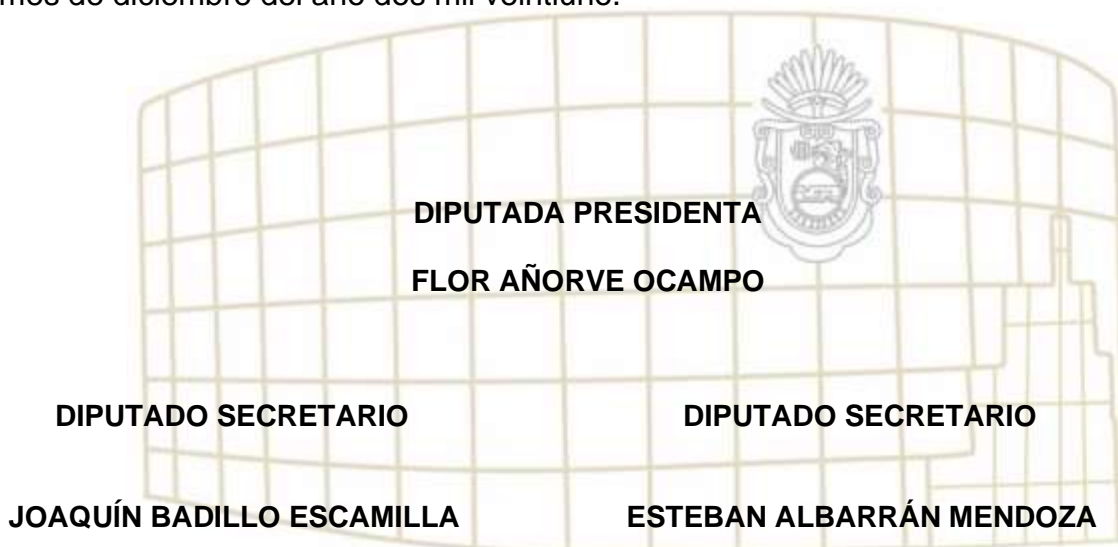 de diciembre del año dos mil veintiuno.
DIPUTADA PRESIDENTA
FLOR AÑORVE OCAMPO
DIPUTADO SECRETARIO DIPUTADO SECRETARIO
JOAQUÍN BADILLO ESCAMILLA ESTEBAN ALBARRÁN MENDOZA